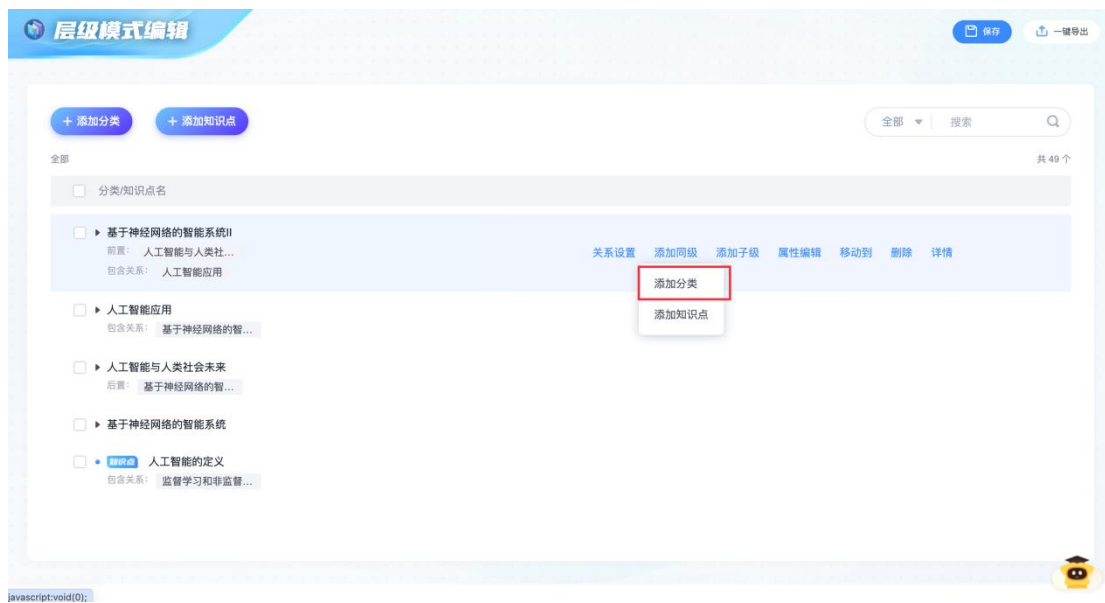 层级模式编辑
保存
一键导出
+ 添加分类
+ 添加知识点
全部
搜索
全部
共 49 个
分类/知识点名
基于神经网络的智能系统II
前置： 人工智能与人类社...
包含关系： 人工智能应用
关系设置 添加同级 添加子级 属性编辑 移动到 删除 详情
添加分类
添加知识点
人工智能应用
包含关系： 基于神经网络的智...
人工智能与人类社会未来
后置： 基于神经网络的智...
基于神经网络的智能系统
知识点 人工智能的定义
包含关系： 监督学习和非监督...
javascript:void(0);